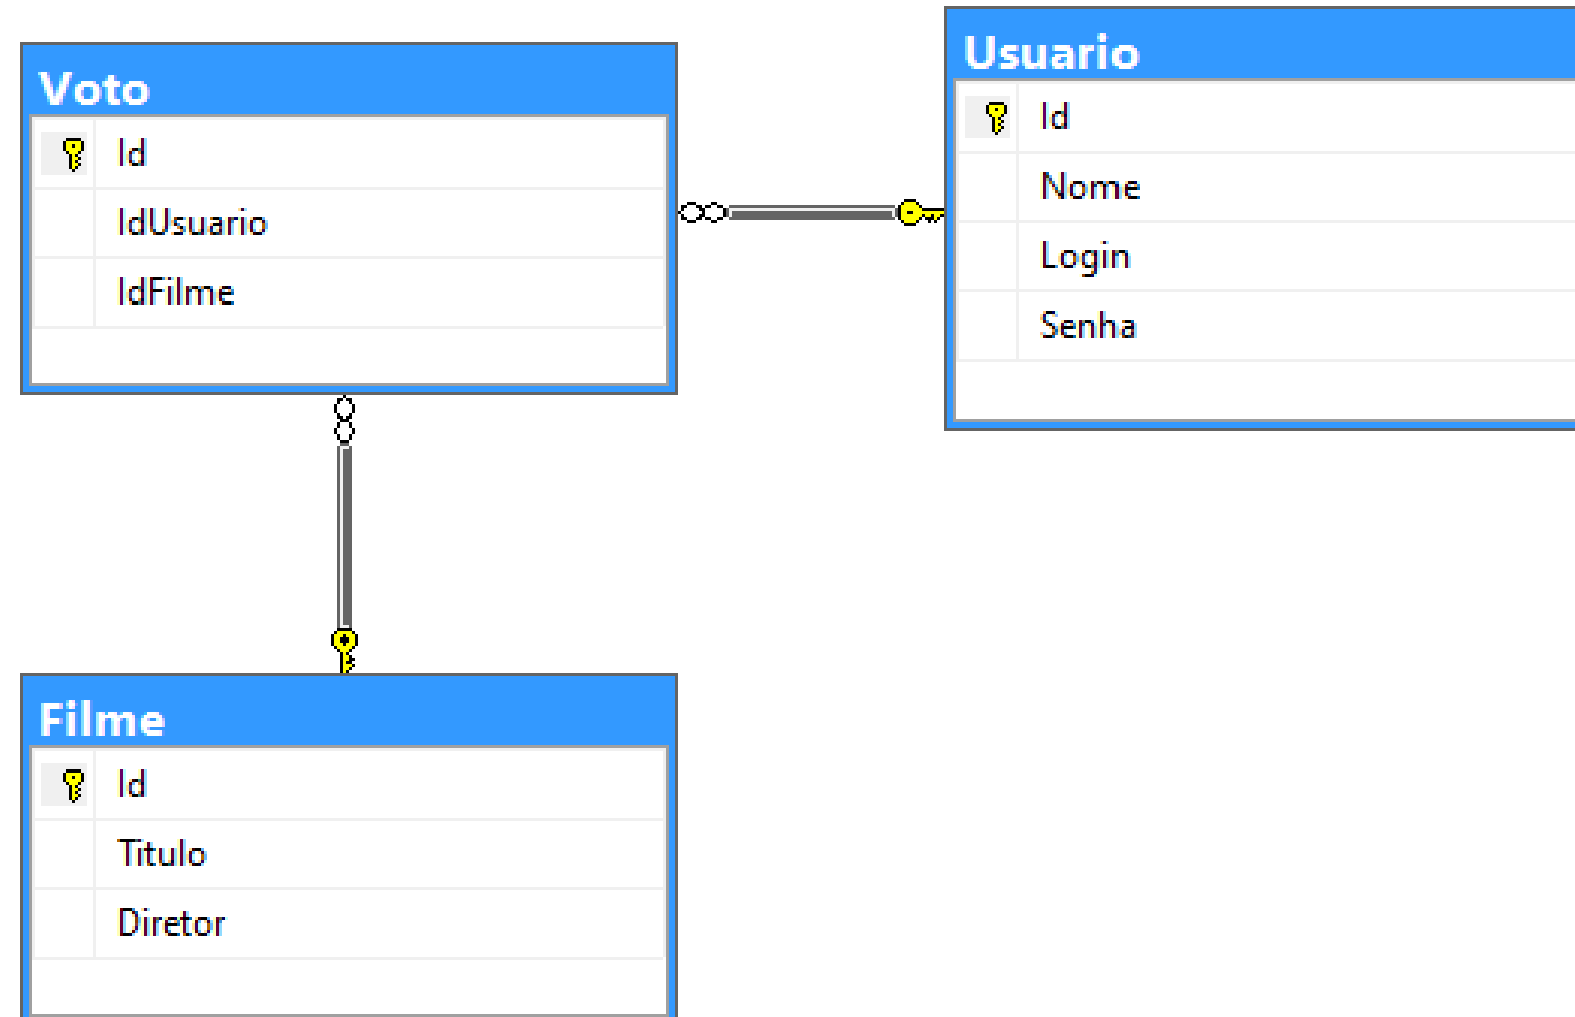 Voto
Id
IdUsuario
IdFilme
Usuario
Id
Nome
Login
Senha
Filme
Id
Titulo
Diretor